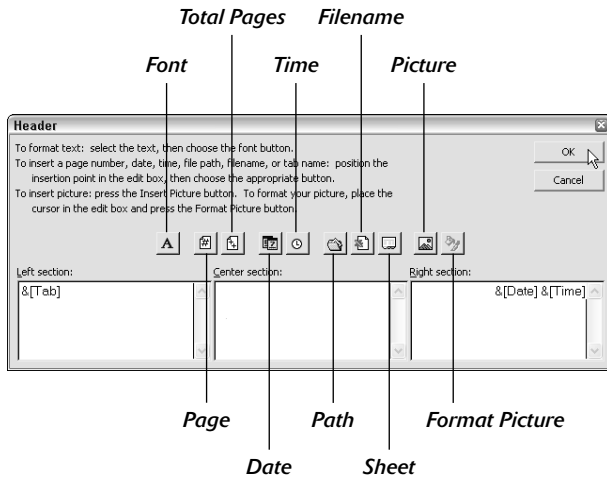 Total Pages
Filename
Font
Time
Picture
Header
To format text: select the text, then choose the font button.
To insert a page number, date, time, file path, filename, or tab name: position the
insertion point in the edit box, then choose the appropriate button.
To insert picture: press the Insert Picture button. To format your picture, place the
cursor in the edit box and press the Format Picture button.
OK
Cancel
A
Left section:
Center section:
Right section:
&[Tab]
&[Date] &[Time]
Page
Path
Format Picture
Date
Sheet